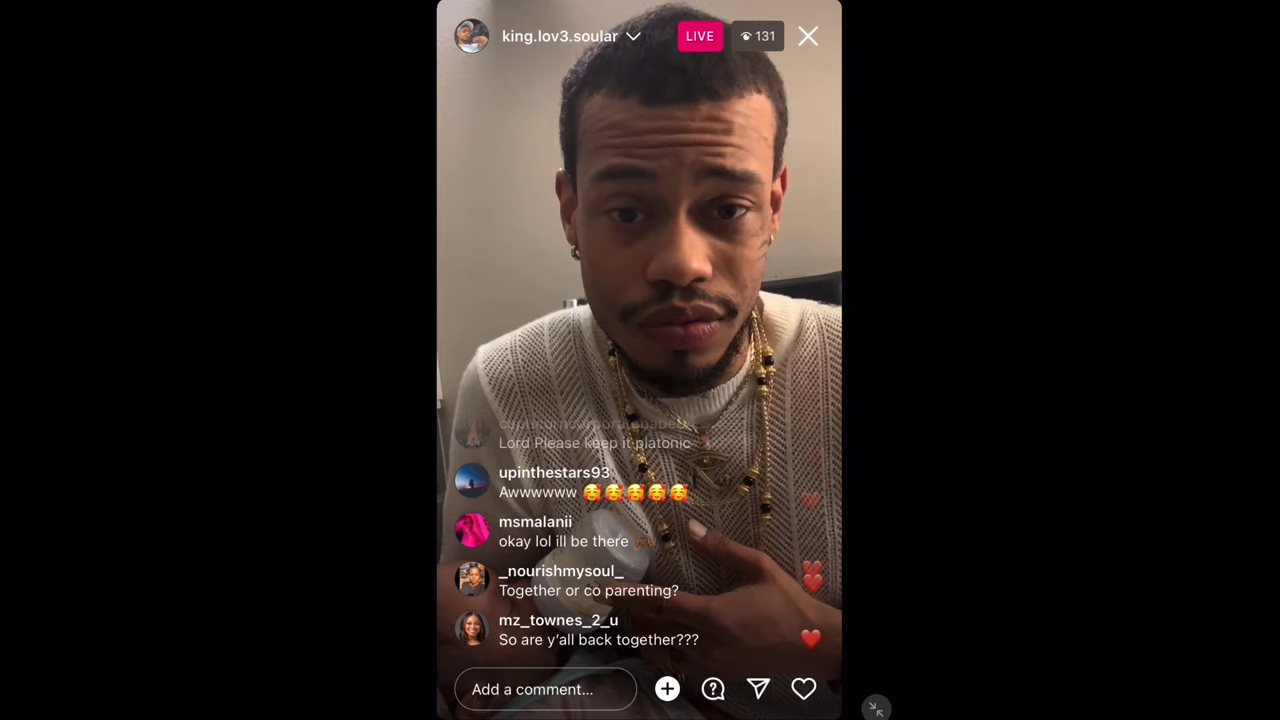 king.lov3.soular
LIVE
131
Lord Please keep it platonic
upinthestars93
Awwwwww 🥰🥰🥰🥰🥰
msmalanii
okay lol ill be there 🫶🏾
_nourishmysoul_
Together or co parenting?
mz_townes_2_u
So are y’all back together???
Add a comment...